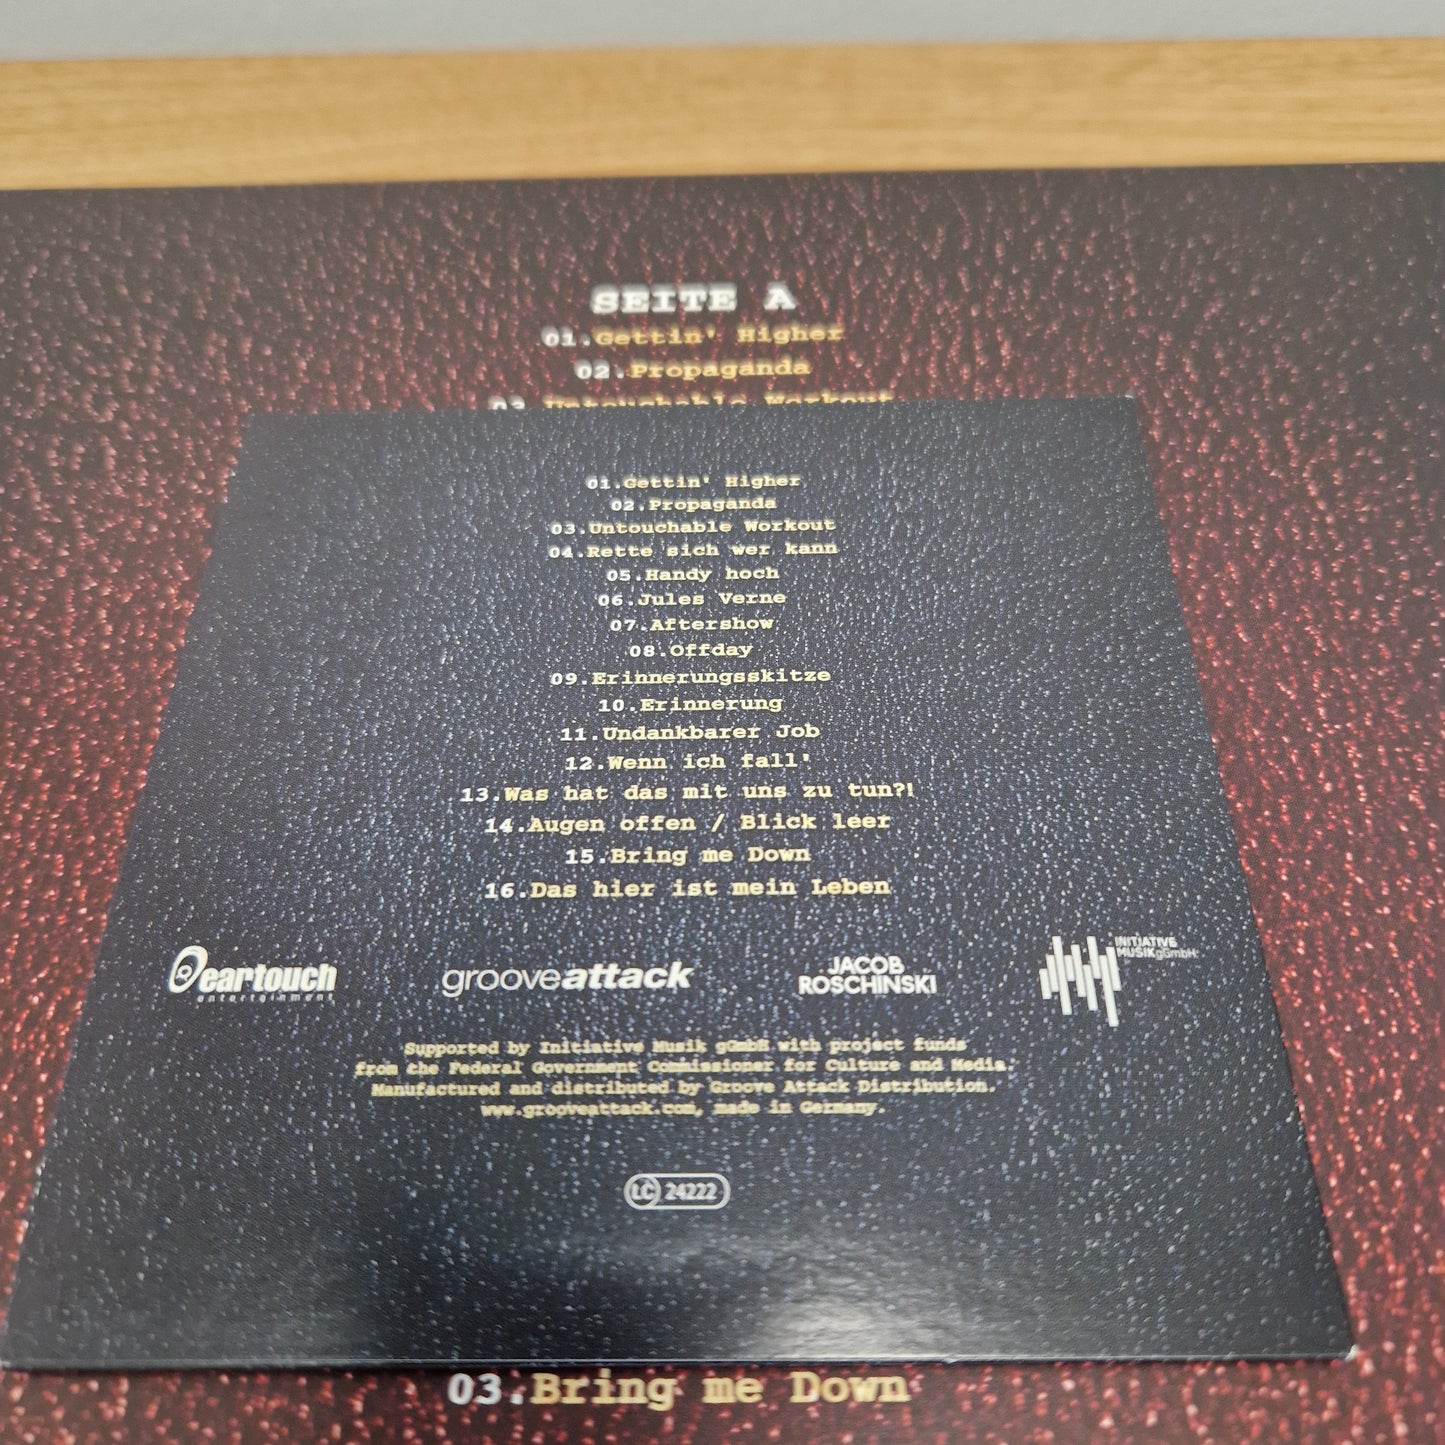 SEITE A
01.Gettin' Higher
02.Propaganda
03.Untouchable Workout
01.Gettin' Higher
02.Propaganda
03.Untouchable Workout
04.Rette sich wer kann
05.Handy hoch
06.Jules Verne
07.Aftershow
08.Offday
09.Erinnerungsskitze
10.Erinnerung
11.Undankbarer Job
12.Wenn ich fall'
13.Was hat das mit uns zu tun?!
14.Augen offen / Blick leer
15.Bring me Down
16.Das hier ist mein Leben
eartouch
entertainment
grooveattack
JACOB
ROSCHINSKI
INITIATIVE
MUSIKgGmbH
Supported by Initiative Musik gGmbH with project funds
from the Federal Government Commissioner for Culture and Media.
Manufactured and distributed by Groove Attack Distribution.
www.grooveattack.com, made in Germany.
LC 24222
03.Bring me Down